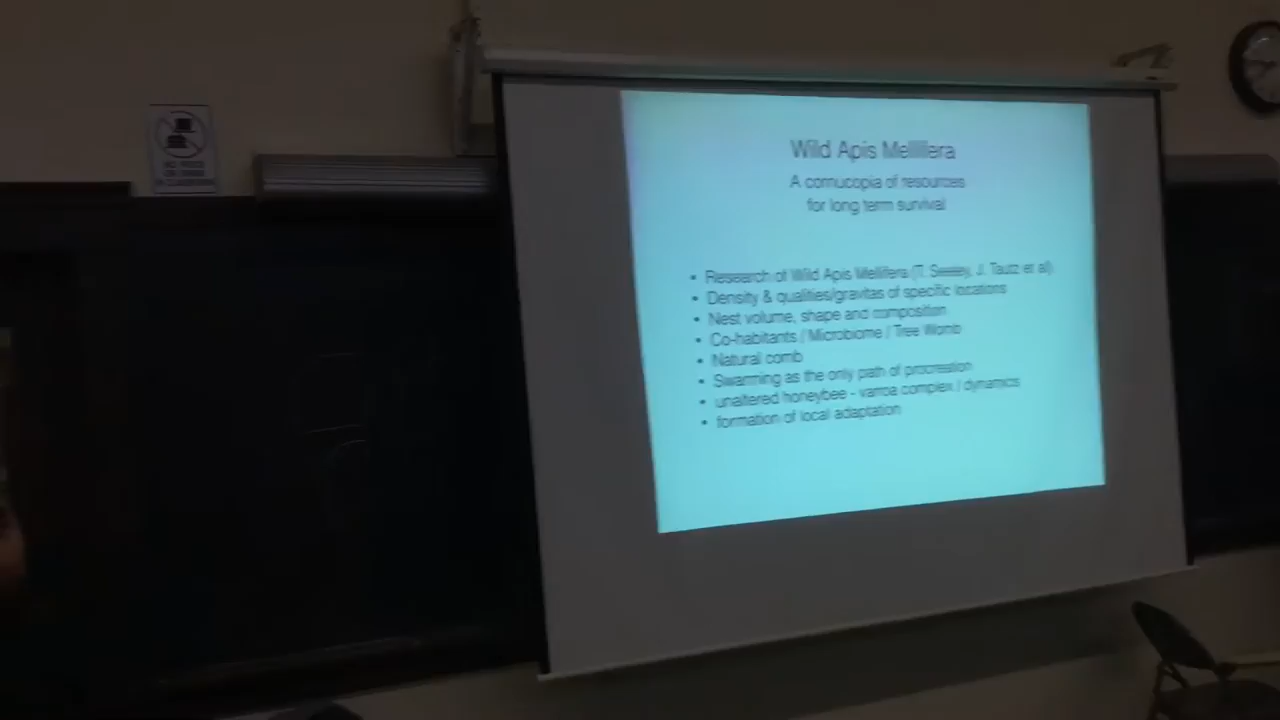 Wild Apis Mellifera
A cornucopia of resources
for long term survival
• Research of Wild Apis Mellifera (T. Seeley, J. Tautz et al)
• Density & qualities/gravitas of specific locations
• Nest volume, shape and composition
• Co-habitants / Microbiome / Tree Womb
• Natural comb
• Swarming as the only path of procreation
• unaltered honeybee - varroa complex / dynamics
• formation of local adaptation